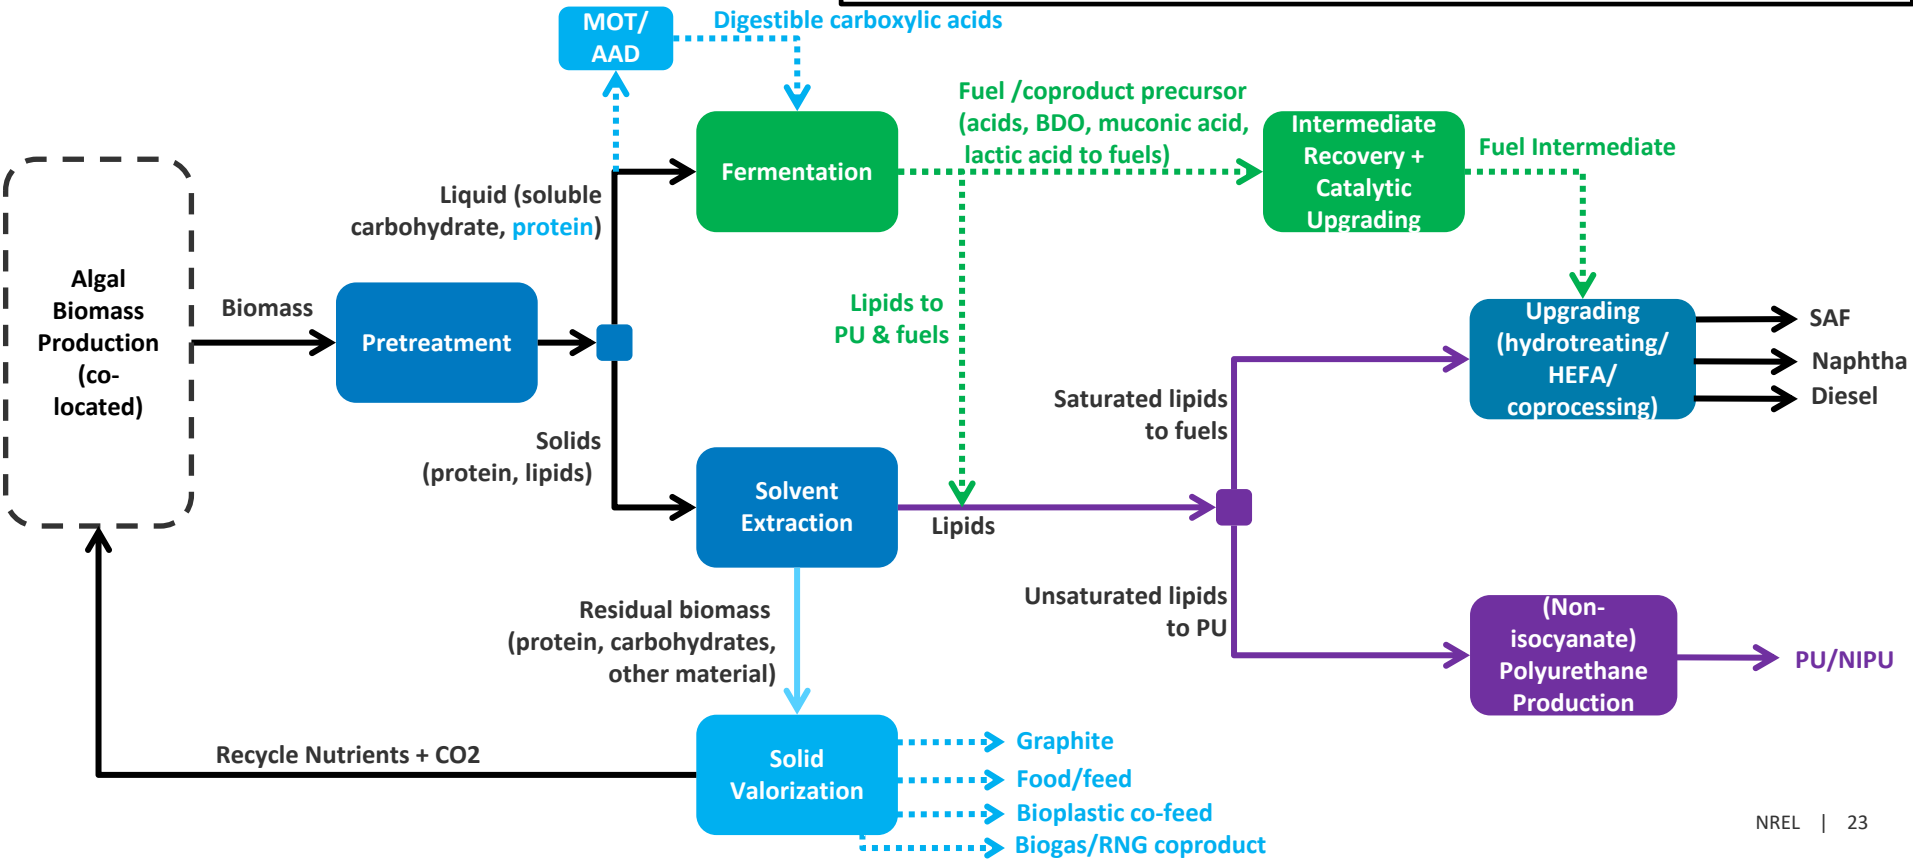 MOT/
AAD
Digestible carboxylic acids
Fuel /coproduct precursor
(acids, BDO, muconic acid,
lactic acid to fuels)
Fermentation
Intermediate
Recovery +
Catalytic
Upgrading
Fuel Intermediate
Liquid (soluble
carbohydrate, protein)
Algal
Biomass
Production
(co-
located)
Biomass
Pretreatment
Lipids to
PU & fuels
Upgrading
(hydrotreating/
HEFA/
coprocessing)
SAF
Naphtha
Diesel
Saturated lipids
to fuels
Solids
(protein, lipids)
Solvent
Extraction
Lipids
Unsaturated lipids
to PU
Residual biomass
(protein, carbohydrates,
other material)
(Non-
isocyanate)
Polyurethane
Production
PU/NIPU
Recycle Nutrients + CO2
Solid
Valorization
Graphite
Food/feed
Bioplastic co-feed
Biogas/RNG coproduct
NREL | 23